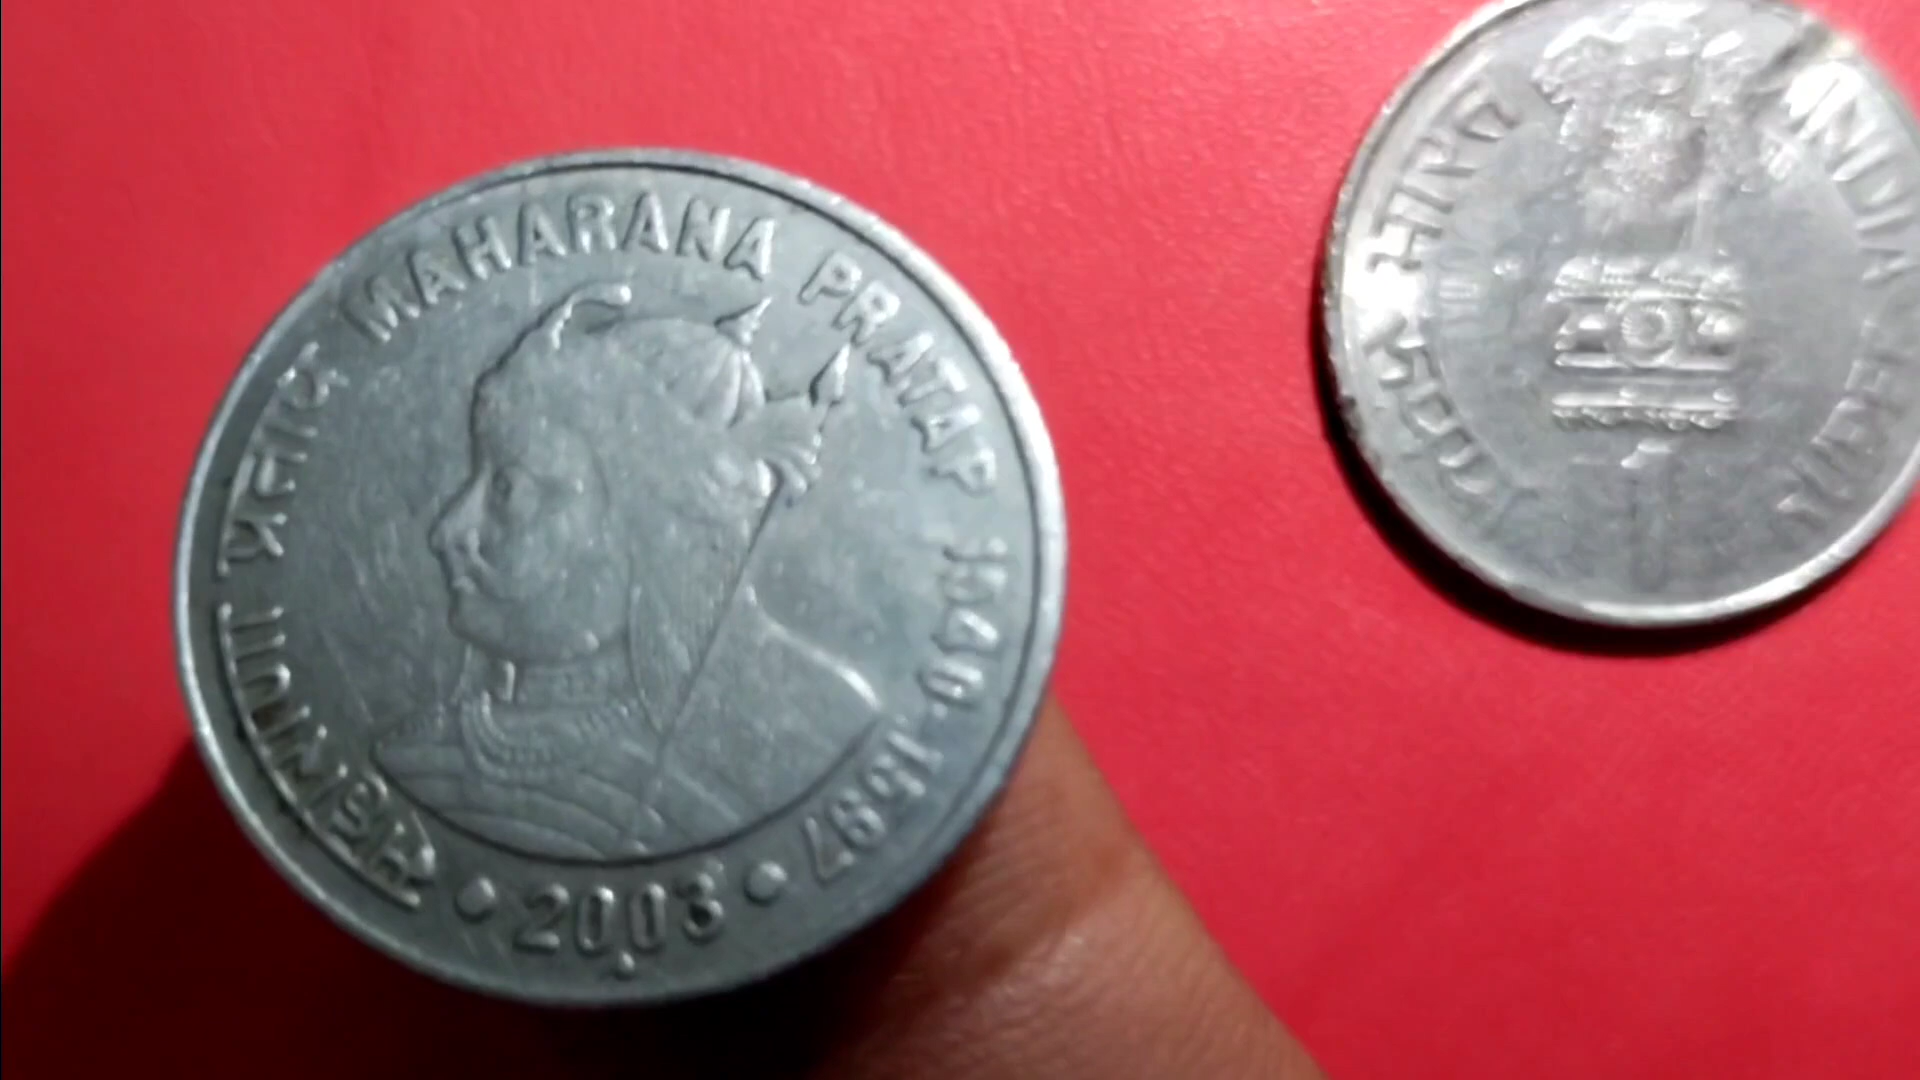 महाराणा प्रताप MAHARANA PRATAP 1540-1597
• 2003 •
भारत INDIA
रुपया RUPEE
1